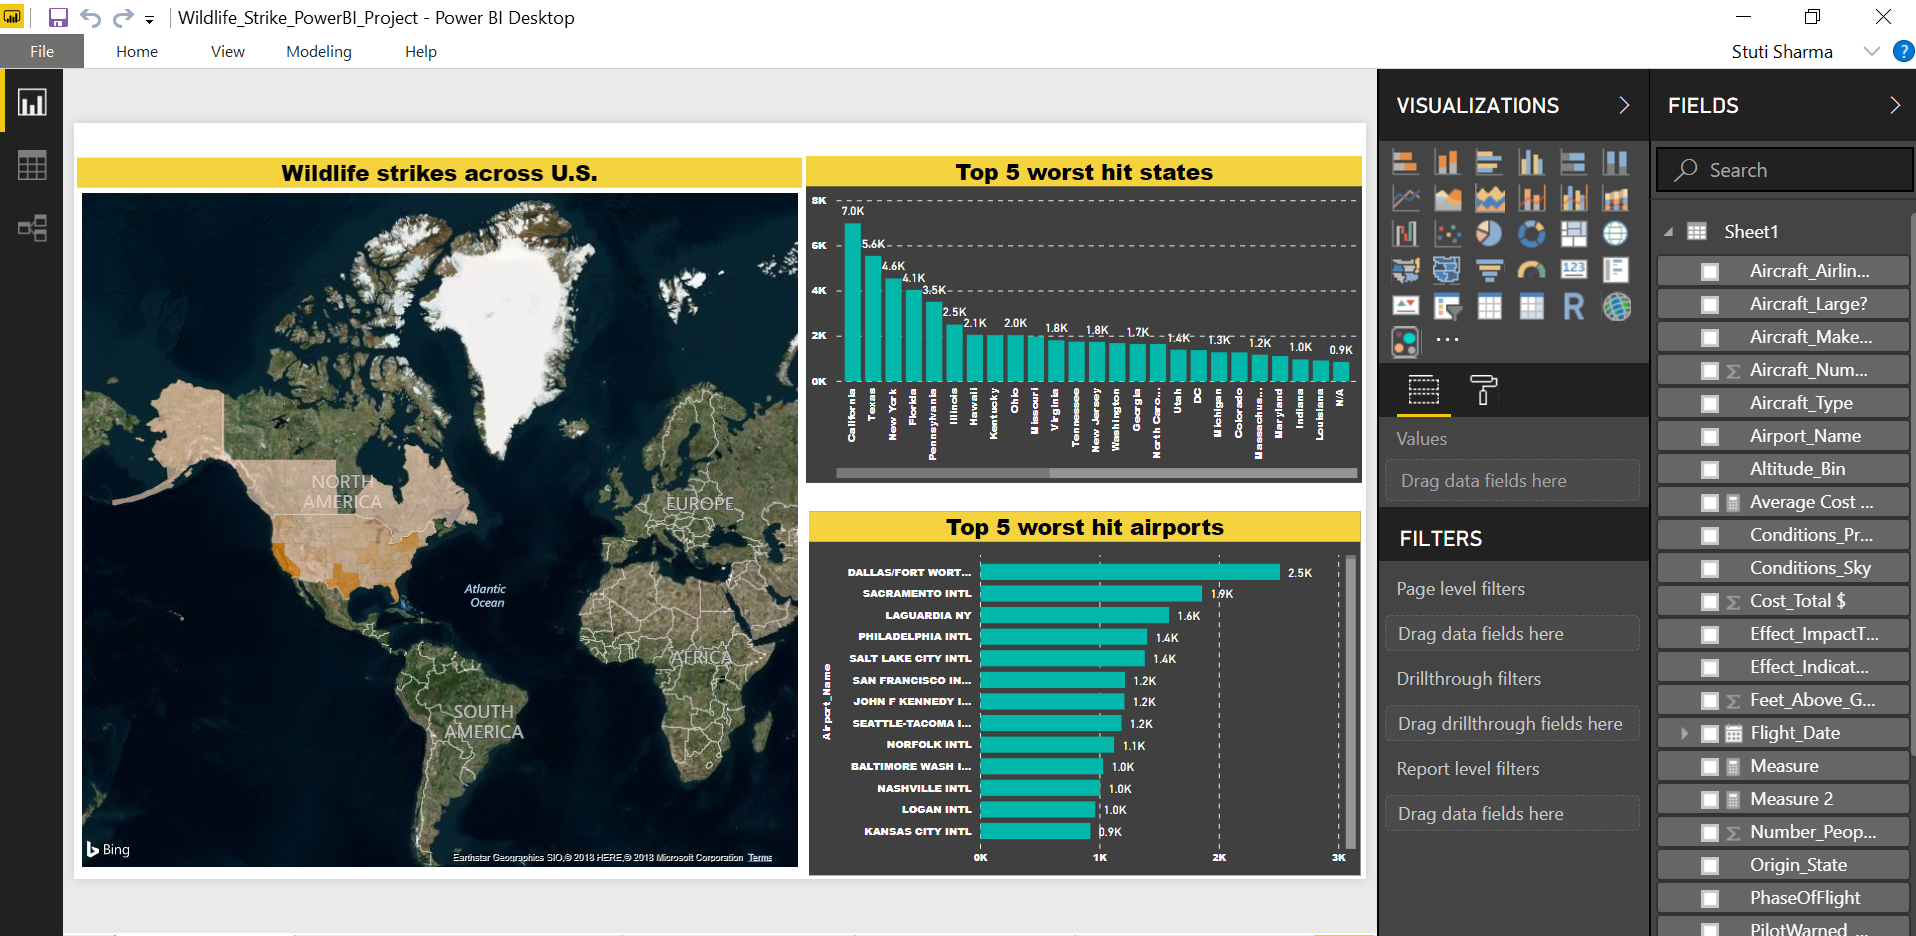 Wildlife_Strike_PowerBI_Project - Power BI Desktop
File Home View Modeling Help
Stuti Sharma
?
Wildlife strikes across U.S.
NORTH
AMERICA
EUROPE
Atlantic
Ocean
AFRICA
SOUTH
AMERICA
Bing
Earthstar Geographics SIO,© 2018 HERE,© 2018 Microsoft Corporation Terms
Top 5 worst hit states
8K
6K
4K
2K
0K
7.0K
5.6K
4.6K
4.1K
3.5K
2.5K
2.1K
2.0K
1.8K
1.8K
1.7K
1.4K
1.3K
1.2K
1.0K
0.9K
California
Texas
New York
Florida
Pennsylvania
Illinois
Hawaii
Kentucky
Ohio
Missouri
Virginia
Tennessee
New Jersey
Washington
Georgia
North Caro...
Utah
DC
Michigan
Colorado
Massachus...
Maryland
Indiana
Louisiana
N/A
Top 5 worst hit airports
Airport_Name
DALLAS/FORT WORT... 2.5K
SACRAMENTO INTL 1.9K
LAGUARDIA NY 1.6K
PHILADELPHIA INTL 1.4K
SALT LAKE CITY INTL 1.4K
SAN FRANCISCO IN... 1.2K
JOHN F KENNEDY I... 1.2K
SEATTLE-TACOMA I... 1.2K
NORFOLK INTL 1.1K
BALTIMORE WASH I... 1.0K
NASHVILLE INTL 1.0K
LOGAN INTL 1.0K
KANSAS CITY INTL 0.9K
0K 1K 2K 3K
VISUALIZATIONS
123
R
...
Values
Drag data fields here
FILTERS
Page level filters
Drag data fields here
Drillthrough filters
Drag drillthrough fields here
Report level filters
Drag data fields here
FIELDS
Search
Sheet1
Aircraft_Airlin...
Aircraft_Large?
Aircraft_Make...
Σ Aircraft_Num...
Aircraft_Type
Airport_Name
Altitude_Bin
Average Cost ...
Conditions_Pr...
Conditions_Sky
Σ Cost_Total $
Effect_ImpactT...
Effect_Indicat...
Σ Feet_Above_G...
Flight_Date
Measure
Measure 2
Σ Number_Peop...
Origin_State
PhaseOfFlight
PilotWarned_...